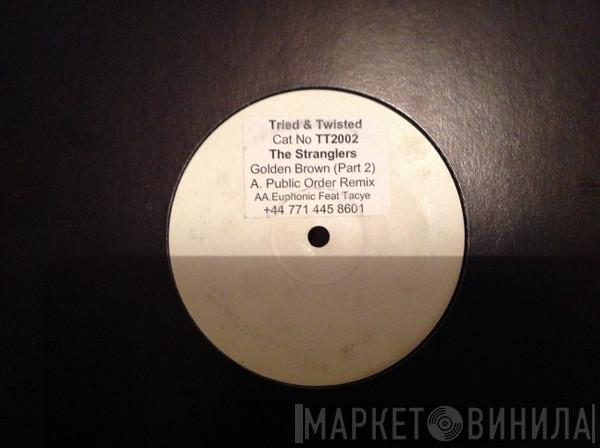 Tried & Twisted
Cat No TT2002
The Stranglers
Golden Brown (Part 2)
A. Public Order Remix
AA.Euphonic Feat Tacye
+44 771 445 8601
МАРКЕТ ВИНИЛА